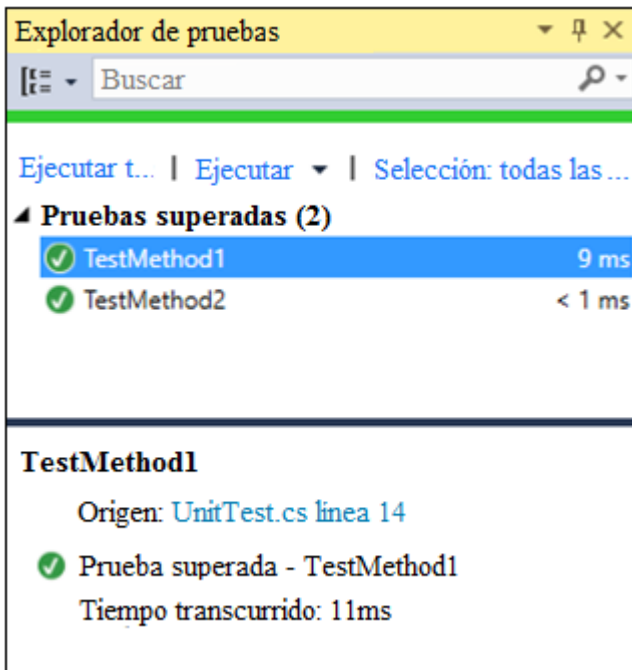 Explorador de pruebas
Buscar
Ejecutar t... | Ejecutar | Selección: todas las ...
Pruebas superadas (2)
TestMethod1 9 ms
TestMethod2 < 1 ms
TestMethod1
Origen: UnitTest.cs linea 14
Prueba superada - TestMethod1
Tiempo transcurrido: 11ms